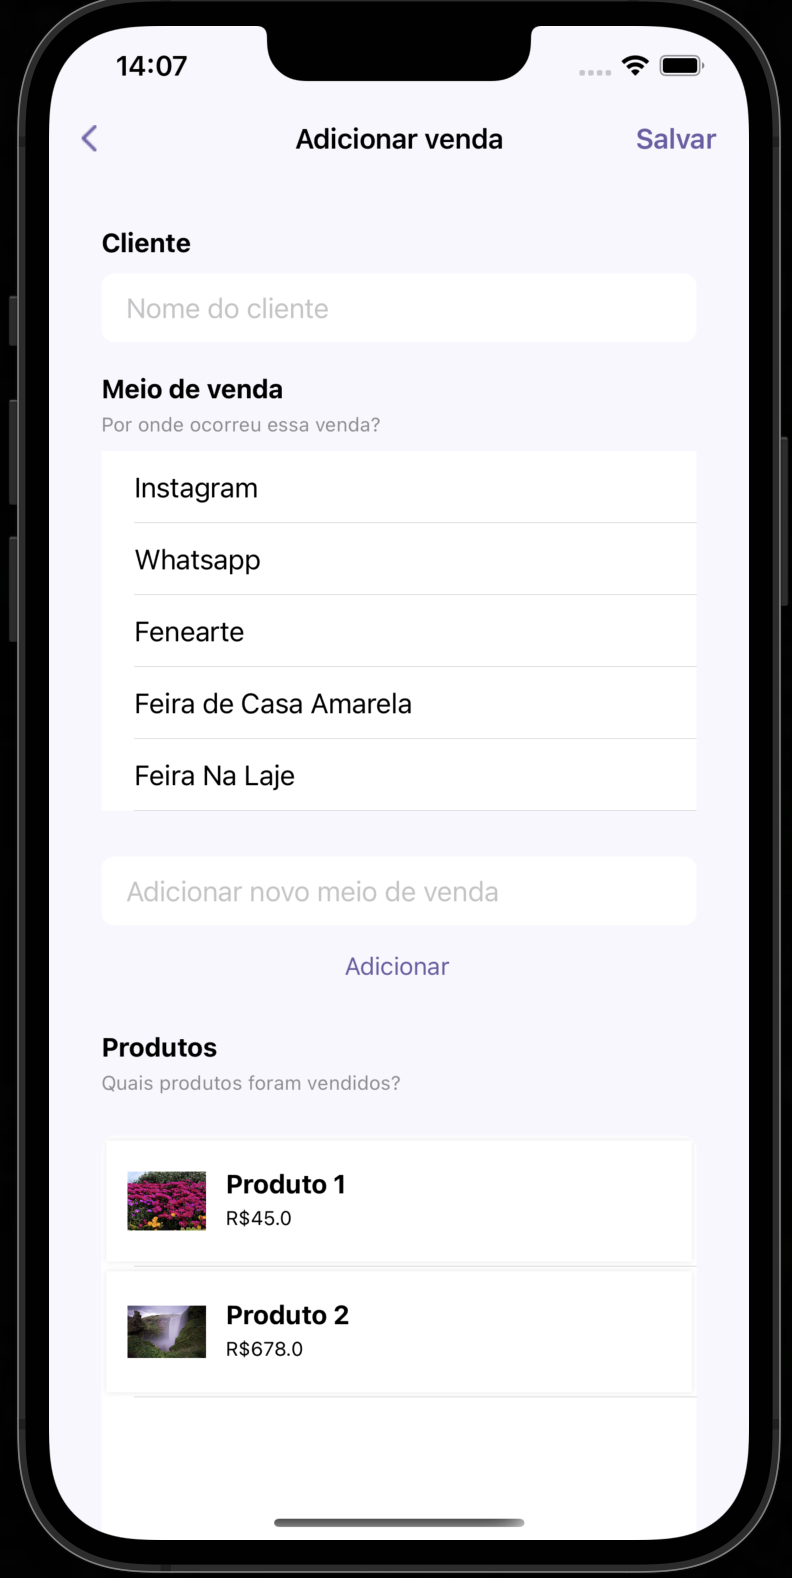 14:07
Adicionar venda
Salvar
Cliente
Nome do cliente
Meio de venda
Por onde ocorreu essa venda?
Instagram
Whatsapp
Fenearte
Feira de Casa Amarela
Feira Na Laje
Adicionar novo meio de venda
Adicionar
Produtos
Quais produtos foram vendidos?
Produto 1
R$45.0
Produto 2
R$678.0